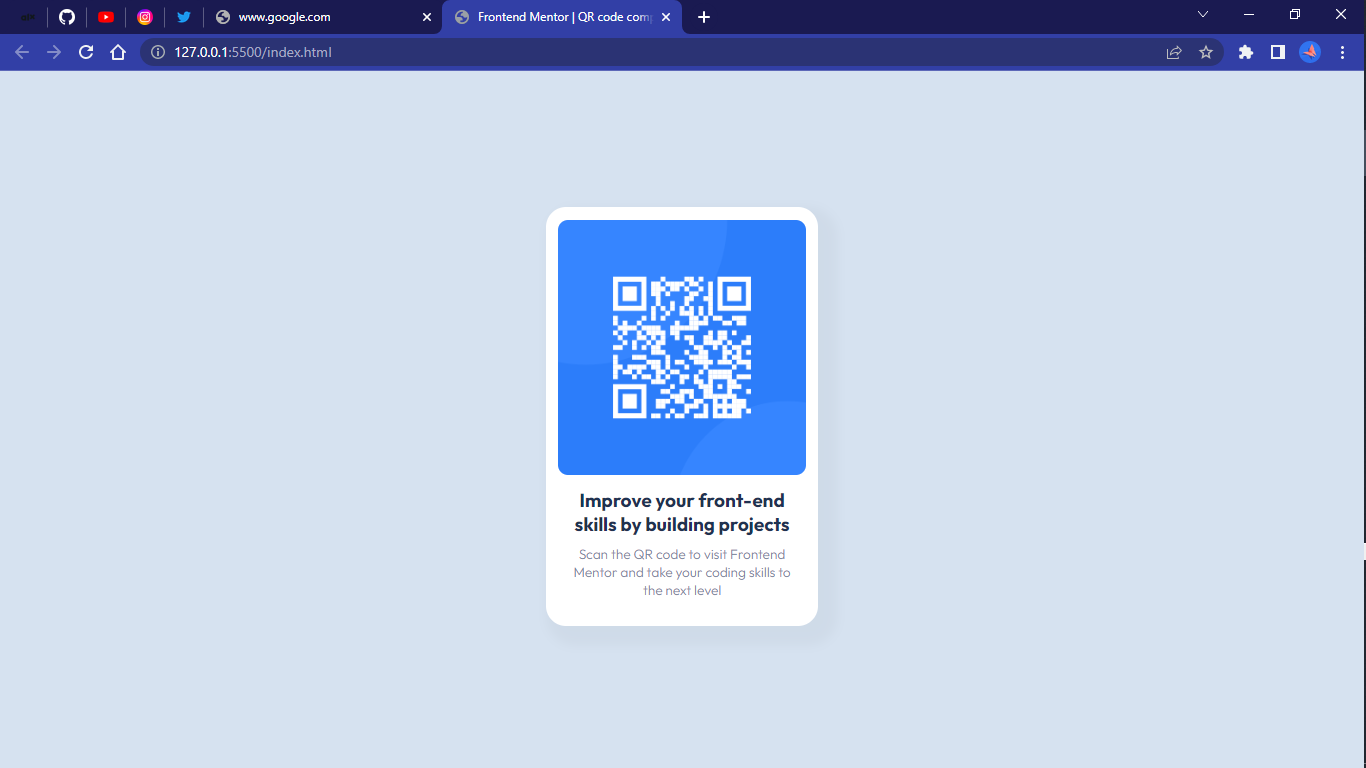 www.google.com
Frontend Mentor | QR code com
127.0.0.1:5500/index.html
Improve your front-end
skills by building projects
Scan the QR code to visit Frontend
Mentor and take your coding skills to
the next level